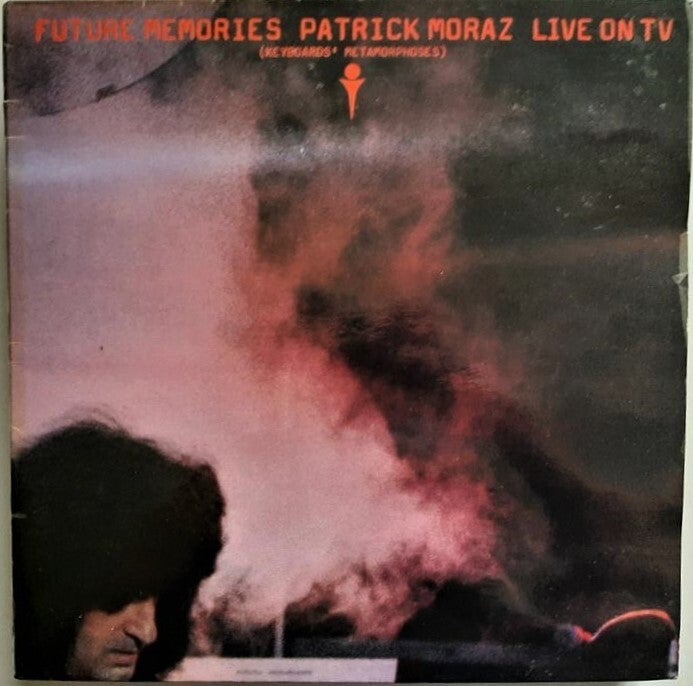 FUTURE MEMORIES PATRICK MORAZ LIVE ON TV
(KEYBOARDS' METAMORPHOSES)